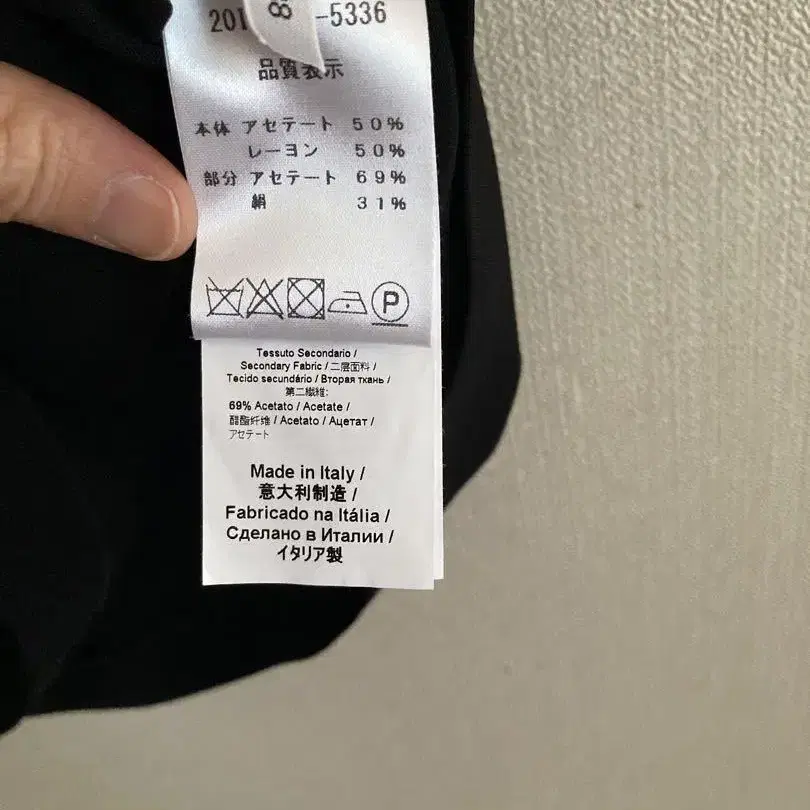 201 -5336
品質表示
本体 アセテート 50%
レーヨン 50%
部分 アセテート 69%
絹 31%
P
Tessuto Secondario /
Secondary Fabric / 二层面料 /
Tecido secundário / Вторая ткань /
第二繊維:
69% Acetato / Acetate /
醋酯纤维 / Acetato / Ацетат /
アセテート
Made in Italy /
意大利制造 /
Fabricado na Itália /
Сделано в Италии /
イタリア製